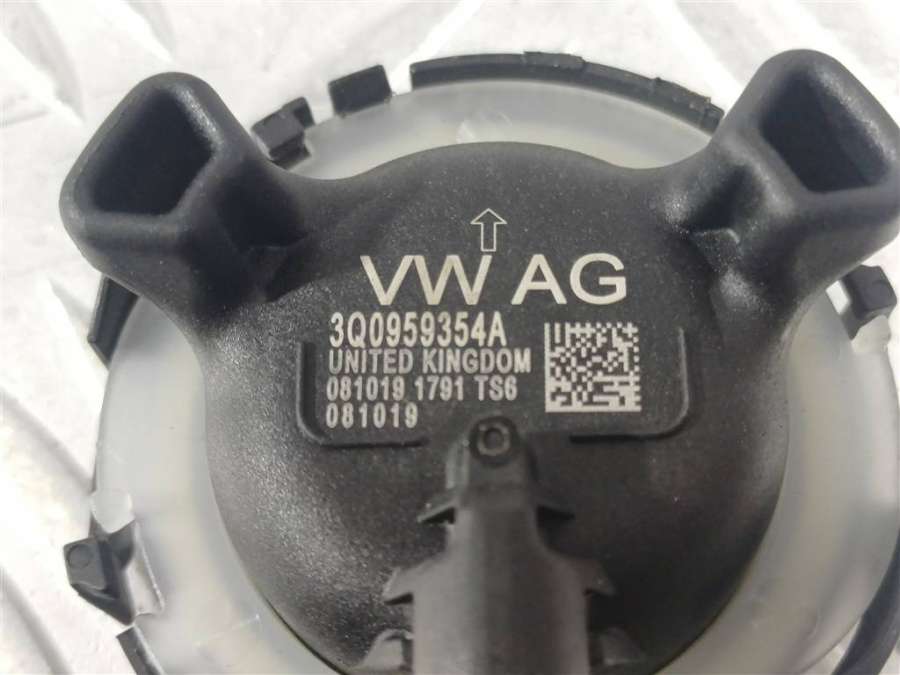 VW AG
3Q0959354A
UNITED KINGDOM
081019 1791 TS6
081019